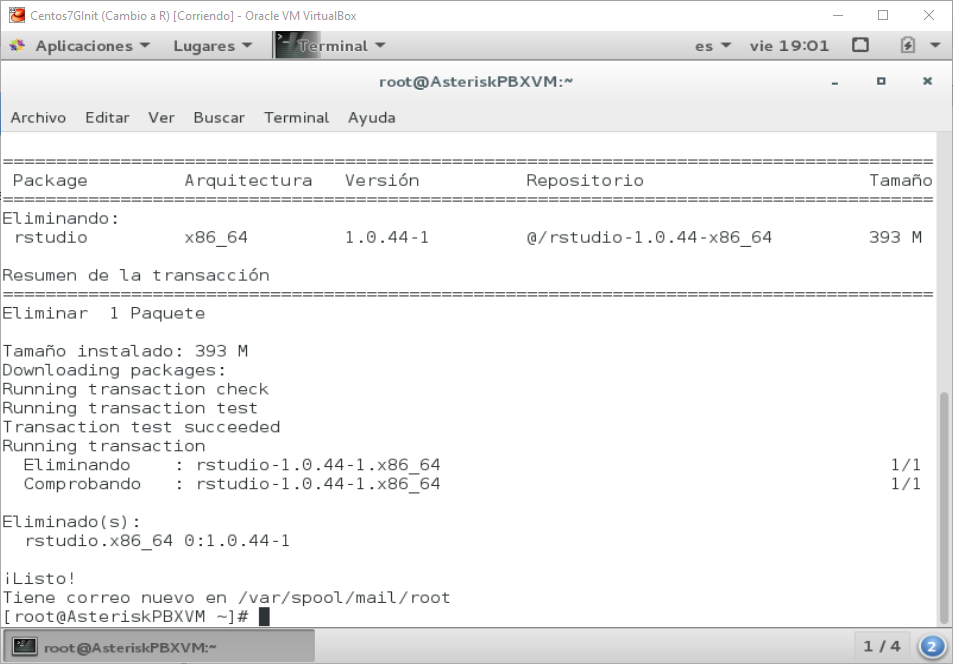 Centos7GInit (Cambio a R) [Corriendo] - Oracle VM VirtualBox
Aplicaciones Lugares Terminal es vie 19:01
root@AsteriskPBXVM:~
Archivo Editar Ver Buscar Terminal Ayuda
================================================================================
Package Arquitectura Versión Repositorio Tamaño
================================================================================
Eliminando:
rstudio x86_64 1.0.44-1 @/rstudio-1.0.44-x86_64 393 M
Resumen de la transacción
================================================================================
Eliminar 1 Paquete
Tamaño instalado: 393 M
Downloading packages:
Running transaction check
Running transaction test
Transaction test succeeded
Running transaction
Eliminando : rstudio-1.0.44-1.x86_64 1/1
Comprobando : rstudio-1.0.44-1.x86_64 1/1
Eliminado(s):
rstudio.x86_64 0:1.0.44-1
¡Listo!
Tiene correo nuevo en /var/spool/mail/root
[root@AsteriskPBXVM ~]#
root@AsteriskPBXVM:~ 1 / 4 2